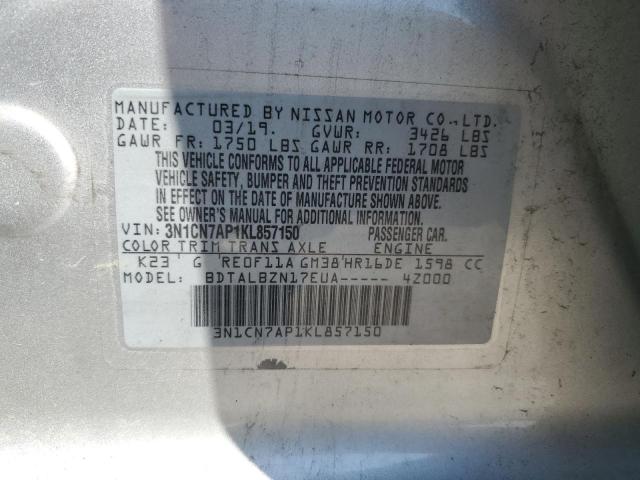 MANUFACTURED BY NISSAN MOTOR CO.,LTD.
DATE: 03/19. GVWR: 3426 LBS
GAWR FR: 1750 LBS GAWR RR: 1708 LBS
THIS VEHICLE CONFORMS TO ALL APPLICABLE FEDERAL MOTOR
VEHICLE SAFETY, BUMPER AND THEFT PREVENTION STANDARDS
IN EFFECT ON THE DATE OF MANUFACTURE SHOWN ABOVE.
SEE OWNER'S MANUAL FOR ADDITIONAL INFORMATION.
VIN: 3N1CN7AP1KL857150 PASSENGER CAR.
COLOR TRIM TRANS AXLE ENGINE
K23 G RE0F11A GM38 HR16DE 1598 CC
MODEL: BDTALBZN17EUA----- 4Z000
3N1CN7AP1KL857150